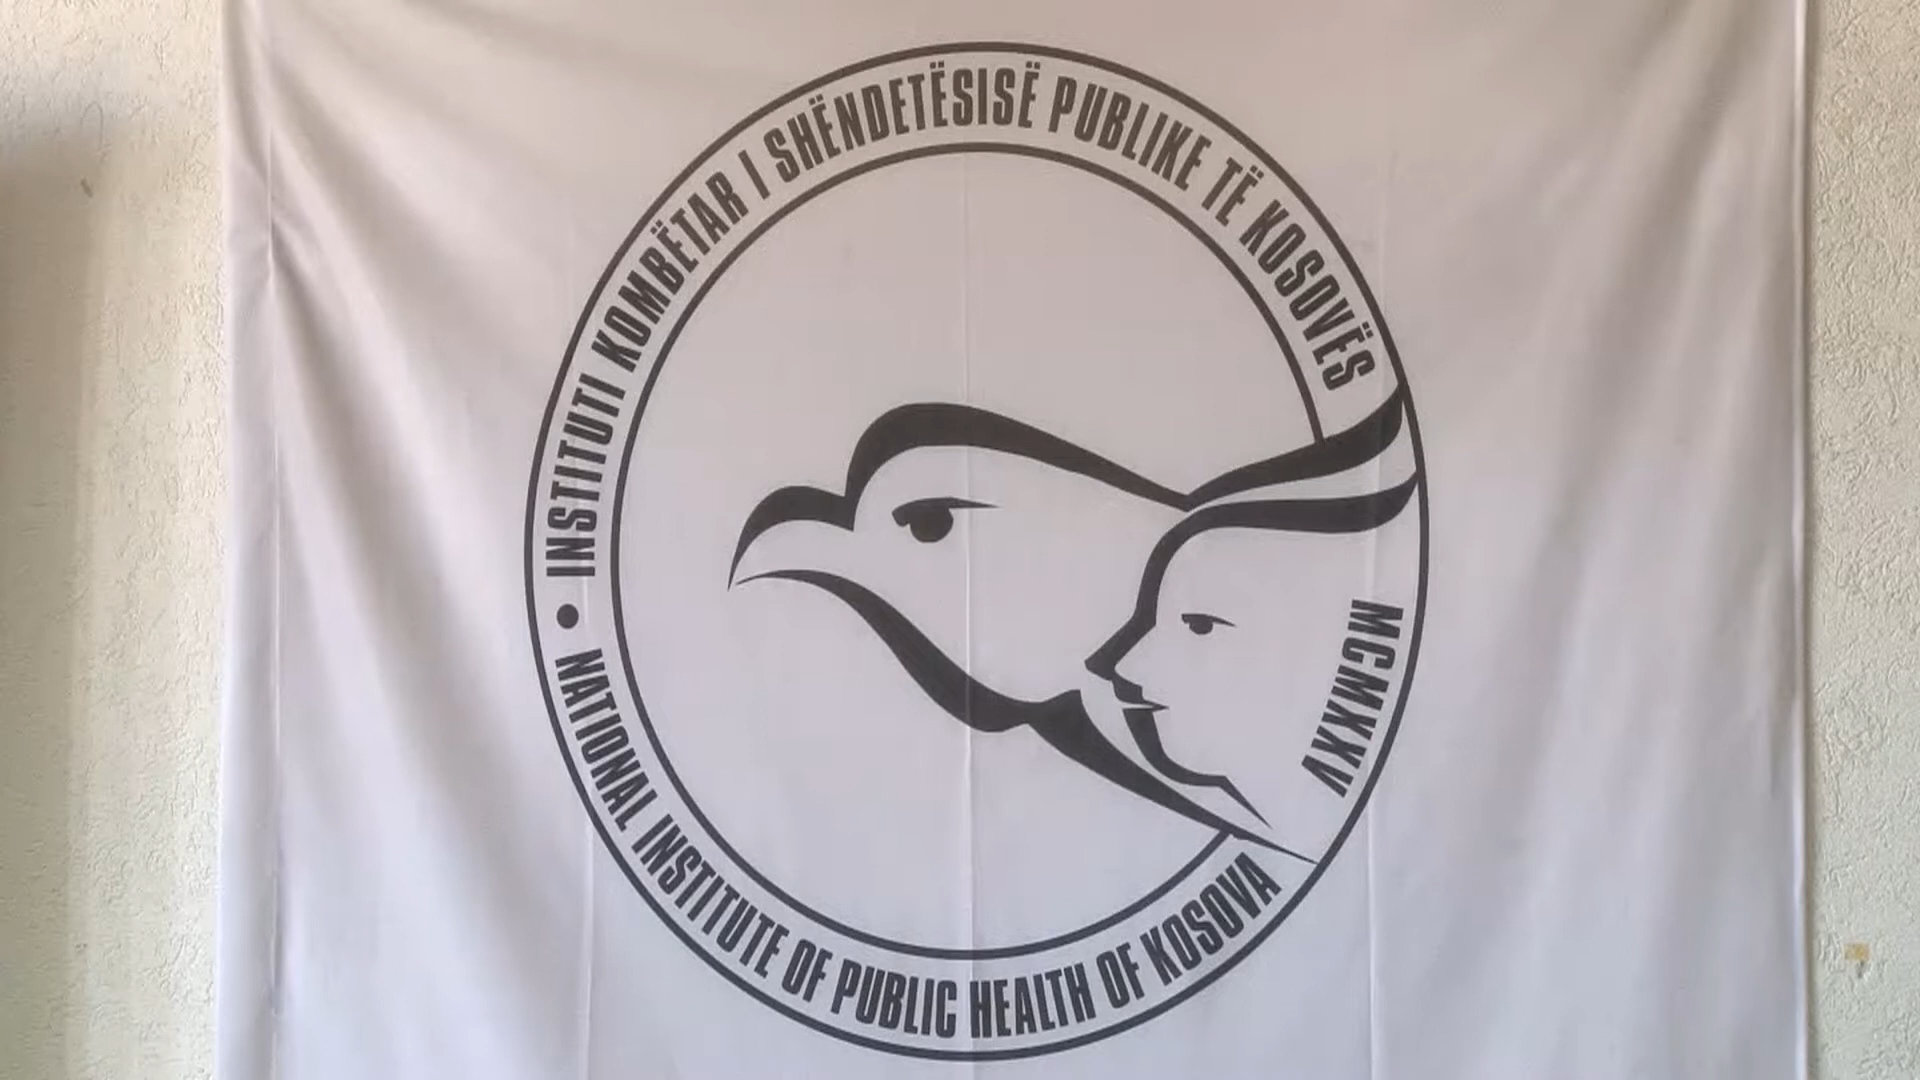 INSTITUTI KOMBËTAR I SHËNDETËSISË PUBLIKE TË KOSOVËS
MCMXXV
NATIONAL INSTITUTE OF PUBLIC HEALTH OF KOSOVA